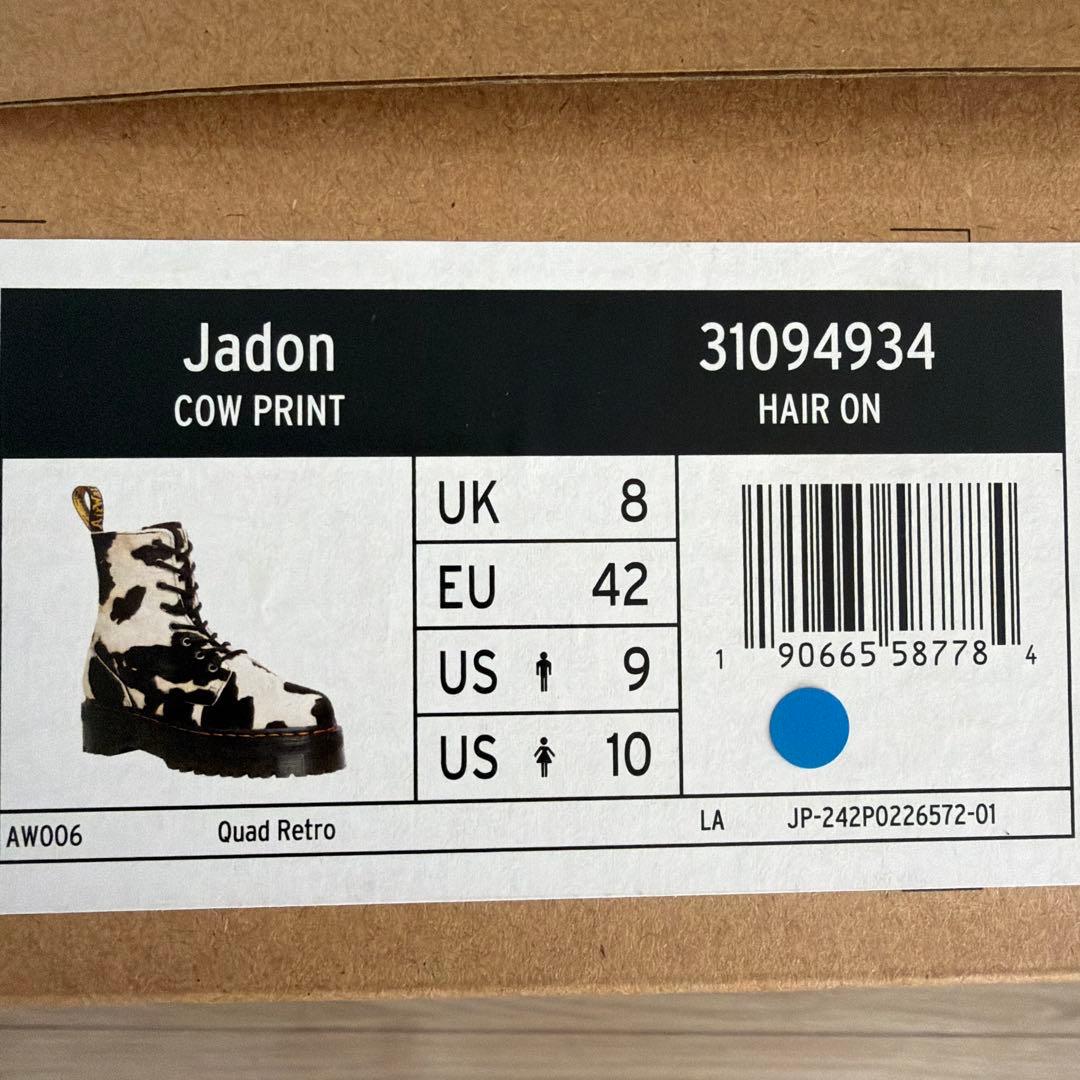 Jadon
COW PRINT
31094934
HAIR ON
UK 8
EU 42
US 9
US 10
1 90665 58778 4
AW006 Quad Retro LA JP-242P0226572-01